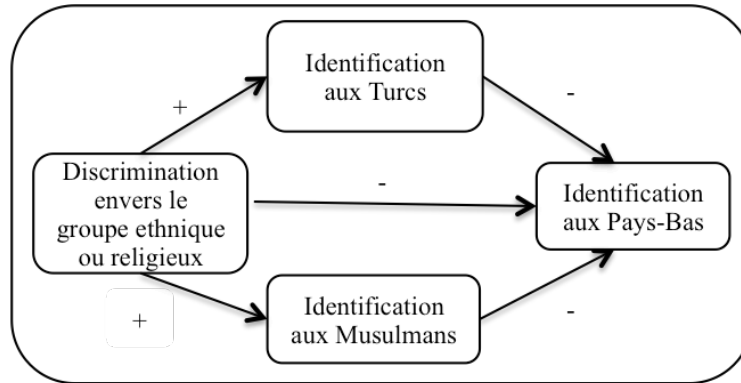 Identification
aux Turcs
+
-
Discrimination
envers le
groupe ethnique
ou religieux
-
Identification
aux Pays-Bas
+
Identification
aux Musulmans
-